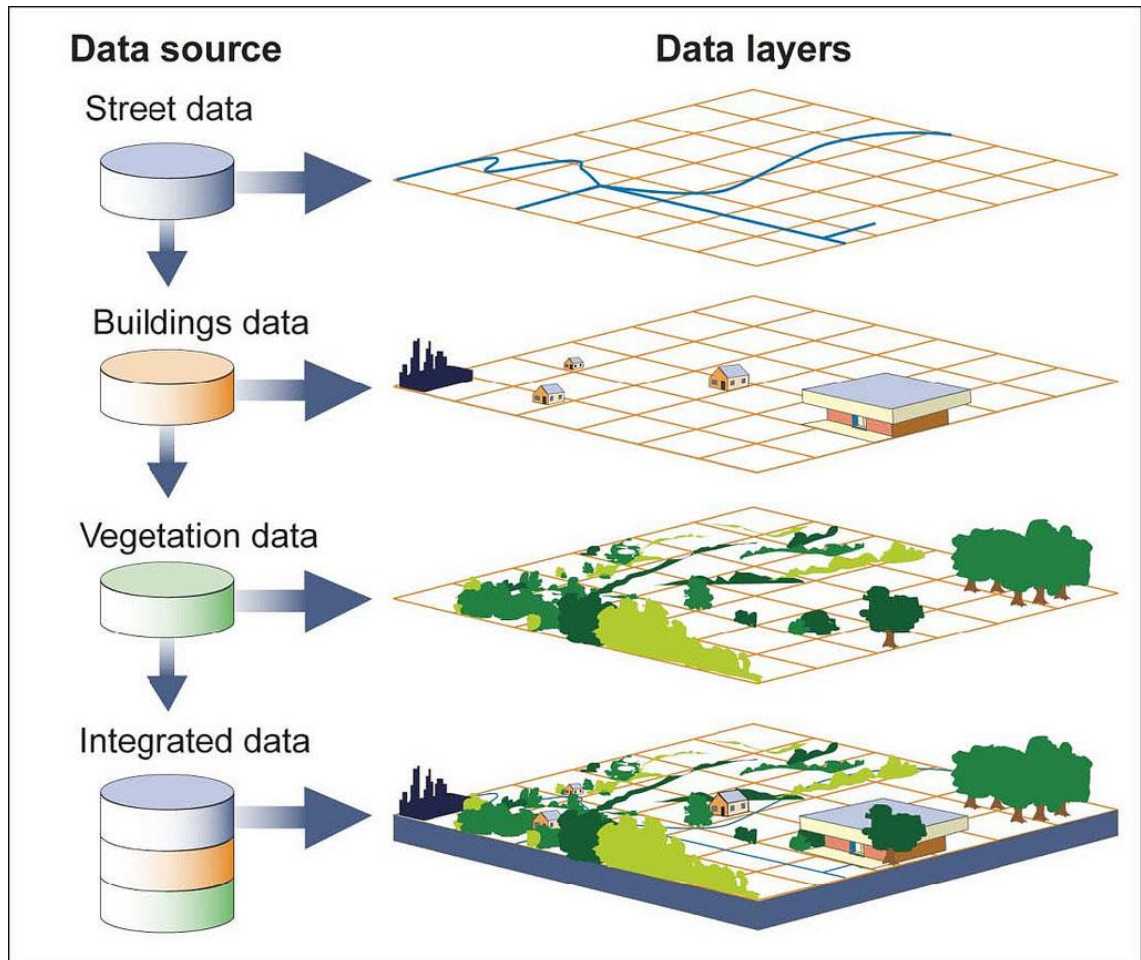 Data source
Data layers
Street data
Buildings data
Vegetation data
Integrated data